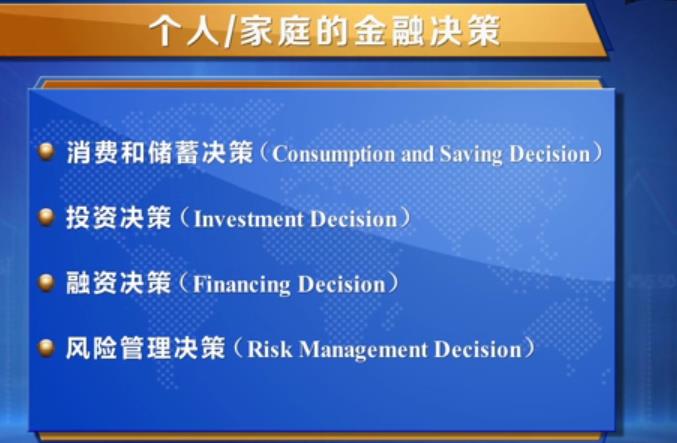 个人/家庭的金融决策
消费和储蓄决策（Consumption and Saving Decision）
投资决策（Investment Decision）
融资决策（Financing Decision）
风险管理决策（Risk Management Decision）